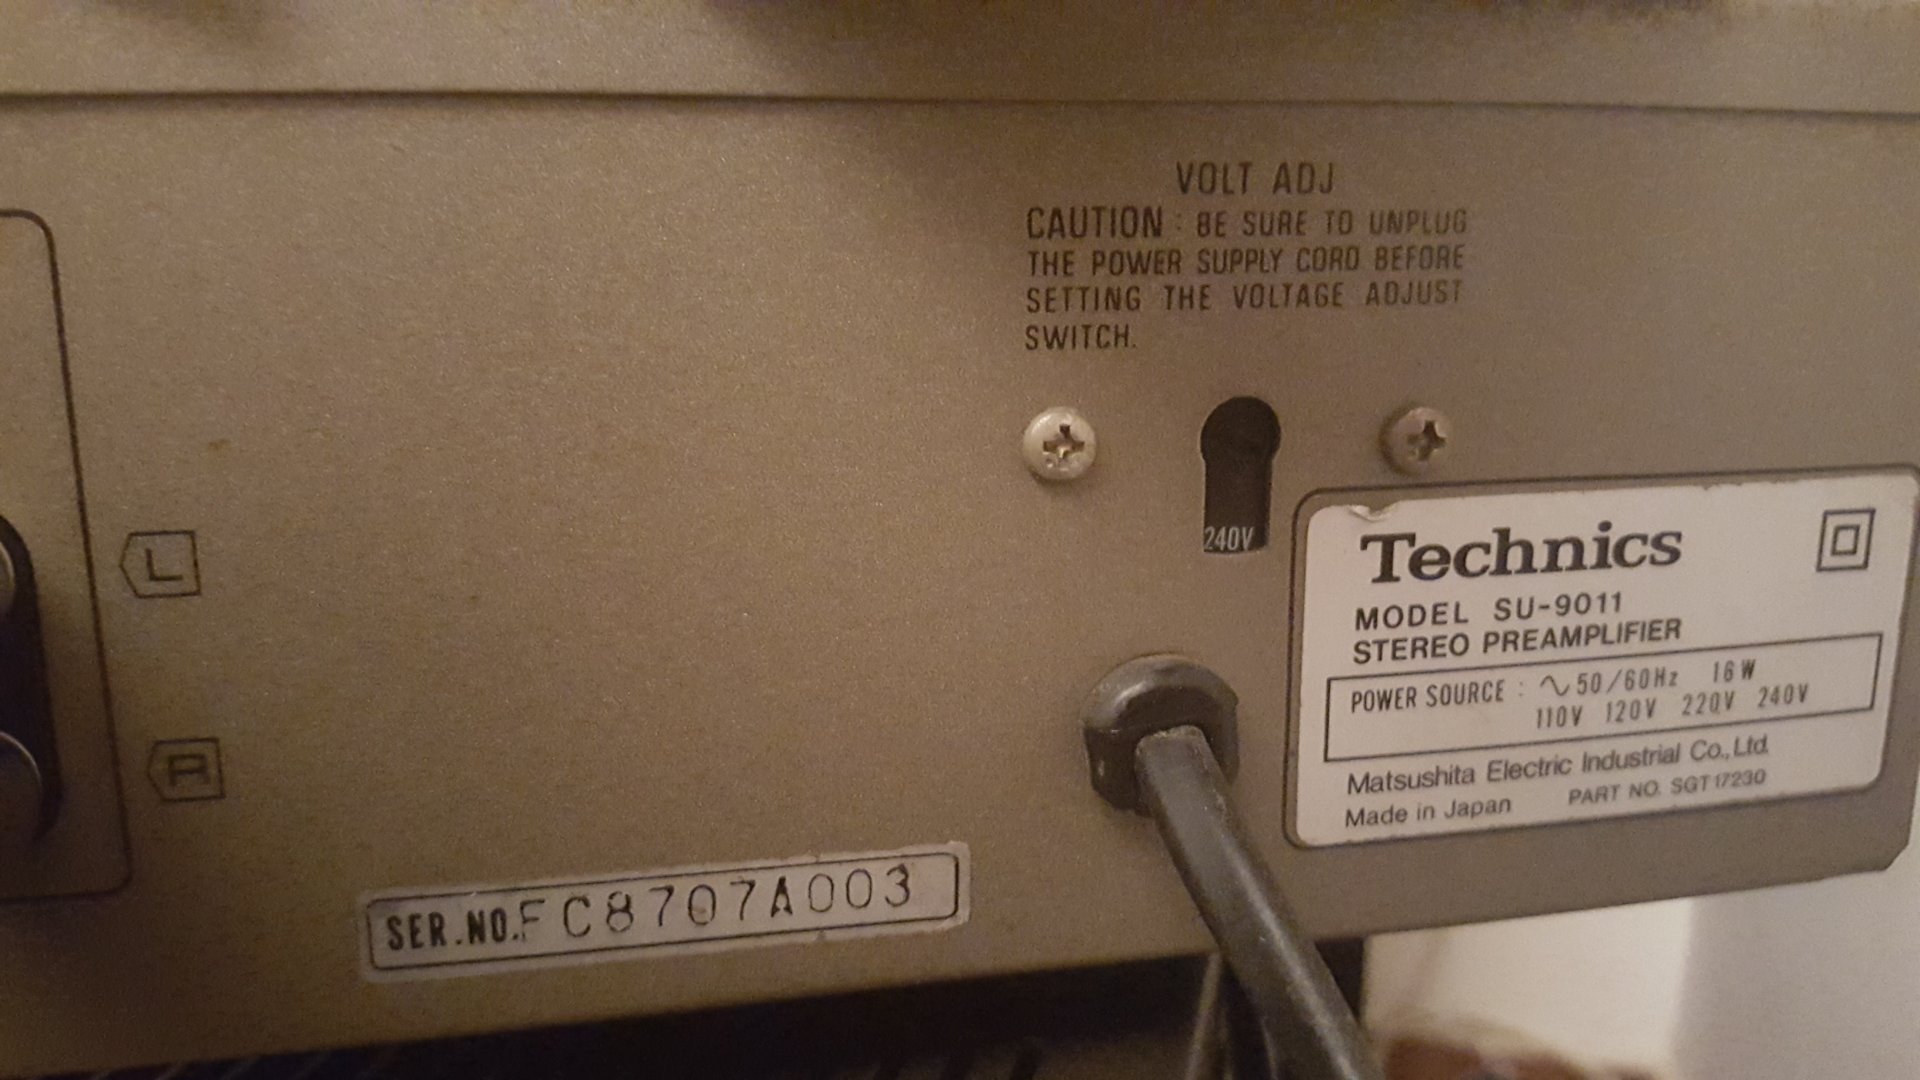 VOLT ADJ
CAUTION : BE SURE TO UNPLUG
THE POWER SUPPLY CORD BEFORE
SETTING THE VOLTAGE ADJUST
SWITCH.
240V
L
R
Technics
MODEL SU-9011
STEREO PREAMPLIFIER
POWER SOURCE : ∿ 50/60Hz 16W
110V 120V 220V 240V
Matsushita Electric Industrial Co., Ltd.
Made in Japan PART NO. SGT17230
SER.NO.FC8707A003